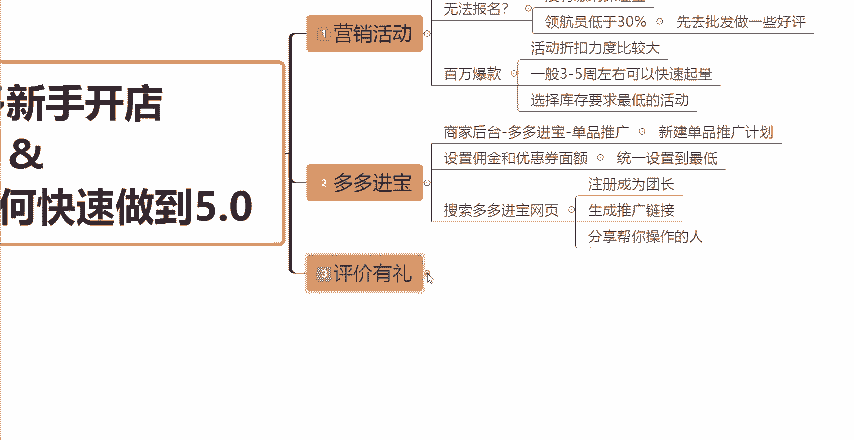 新手开店
&
何快速做到5.0
1 营销活动
无法报名?
领航员低于30%
先去批发做一些好评
百万爆款
活动折扣力度比较大
一般3-5周左右可以快速起量
选择库存要求最低的活动
2 多多进宝
商家后台-多多进宝-单品推广
新建单品推广计划
设置佣金和优惠券面额
统一设置到最低
搜索多多进宝网页
注册成为团长
生成推广链接
分享帮你操作的人
3 评价有礼